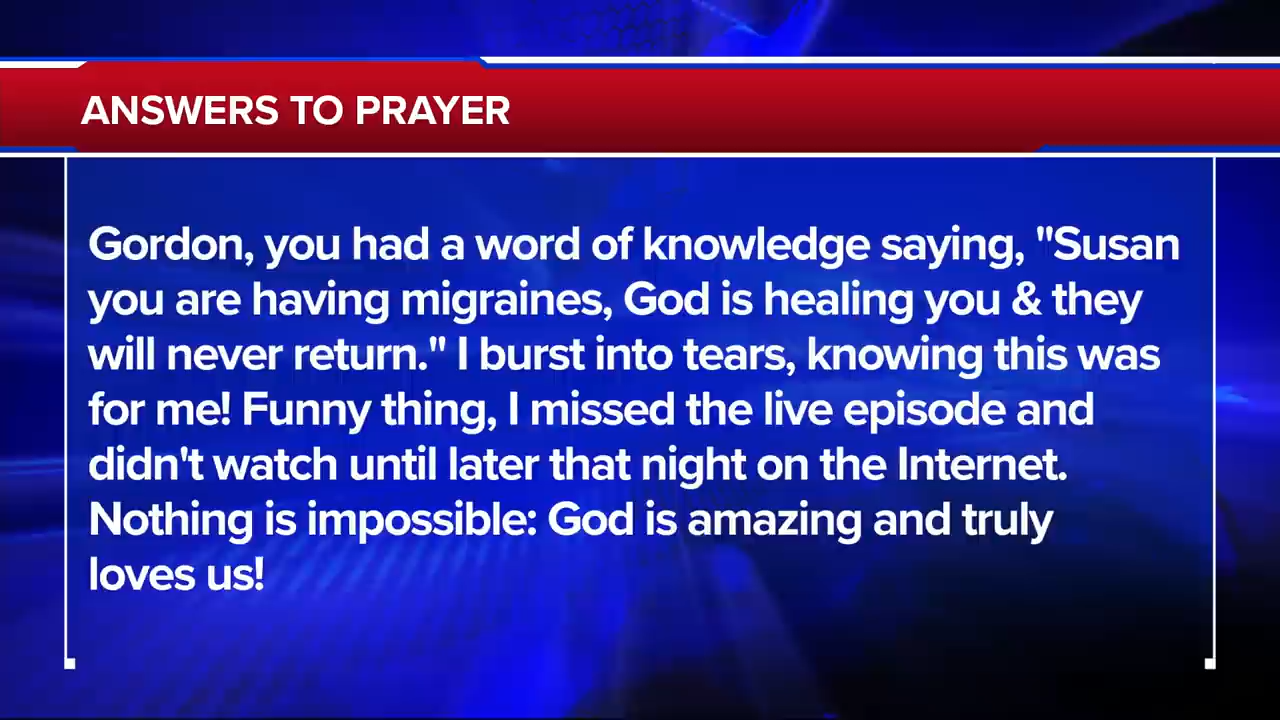 ANSWERS TO PRAYER
Gordon, you had a word of knowledge saying, "Susan
you are having migraines, God is healing you & they
will never return." I burst into tears, knowing this was
for me! Funny thing, I missed the live episode and
didn't watch until later that night on the Internet.
Nothing is impossible: God is amazing and truly
loves us!